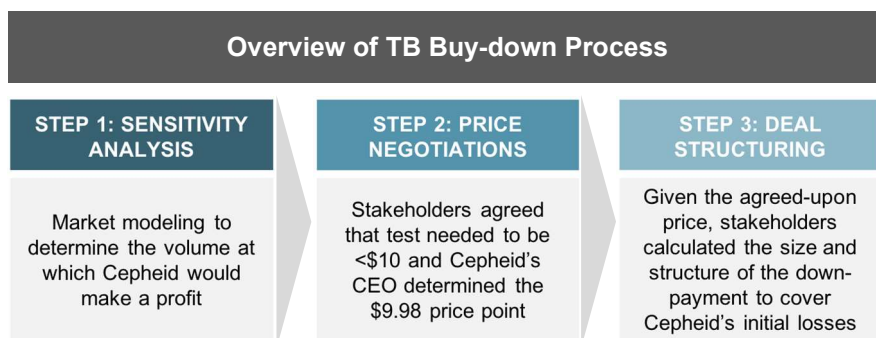 Overview of TB Buy-down Process
STEP 1: SENSITIVITY
ANALYSIS
Market modeling to
determine the volume at
which Cepheid would
make a profit
STEP 2: PRICE
NEGOTIATIONS
Stakeholders agreed
that test needed to be
<$10 and Cepheid's
CEO determined the
$9.98 price point
STEP 3: DEAL
STRUCTURING
Given the agreed-upon
price, stakeholders
calculated the size and
structure of the down-
payment to cover
Cepheid's initial losses